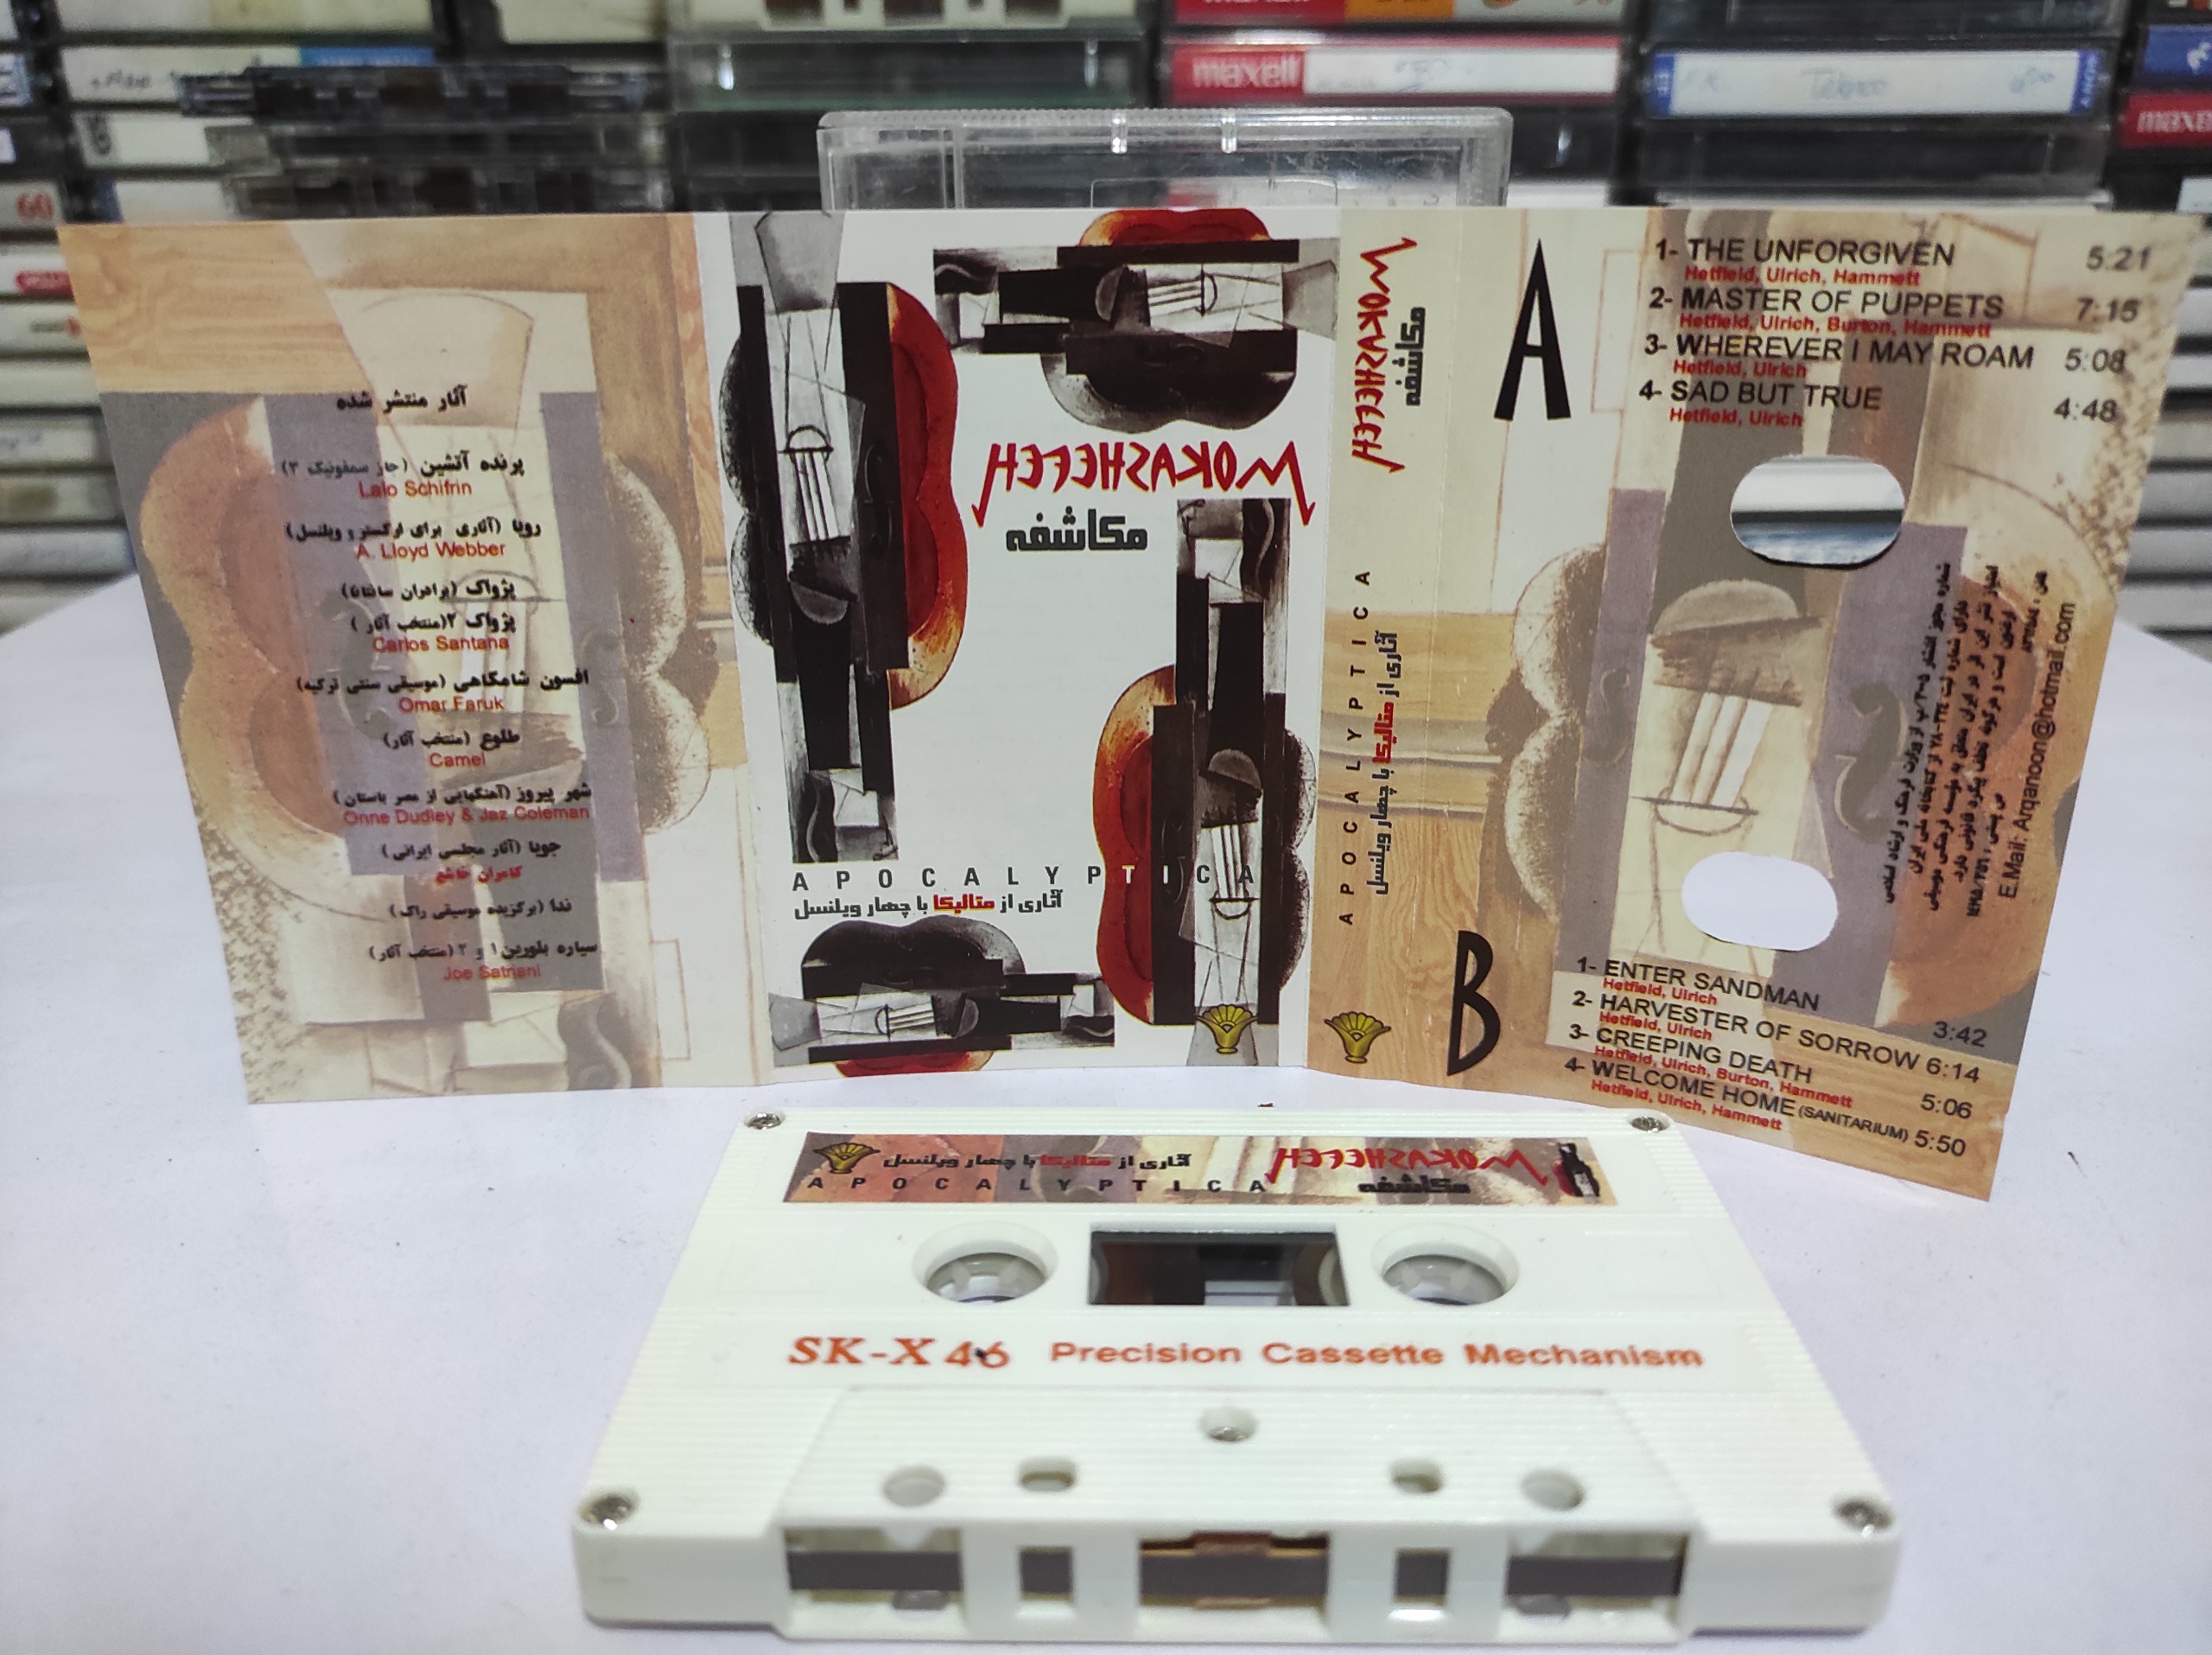 maxell
60
maxell
آثار منتشر شده
پرنده آتشین (جاز سمفونیک ۲)
Lalo Schifrin
رویا (آثاری برای ارکستر و ویلنسل)
A. Lloyd Webber
پژواک (برادران سانتانا)
پژواک ۲ (منتخب آثار)
Carlos Santana
افسون شامگاهی (موسیقی سنتی ترکیه)
Omar Faruk
طلوع (منتخب آثار)
Camel
شهر پیروز (آهنگهایی از مصر باستان)
Onne Dudley & Jaz Coleman
جویا (آثار مجلسی ایرانی)
کامران خاشع
ندا (برگزیده موسیقی راک)
سیاره بلورین ۱ و ۲ (منتخب آثار)
Joe Satriani
MOKASHEFEH
مکاشفه
APOCALYPTICA
آثاری از متالیکا با چهار ویلنسل
MOKASHEFEH
مکاشفه
APOCALYPTICA
آثاری از متالیکا با چهار ویلنسل
A
1- THE UNFORGIVEN 5:21
Hetfield, Ulrich, Hammett
2- MASTER OF PUPPETS 7:15
Hetfield, Ulrich, Burton, Hammett
3- WHEREVER I MAY ROAM 5:08
Hetfield, Ulrich
4- SAD BUT TRUE 4:48
Hetfield, Ulrich
E.Mail: Arqanoon@hotmail.com
B
1- ENTER SANDMAN 3:42
Hetfield, Ulrich
2- HARVESTER OF SORROW 6:14
Hetfield, Ulrich
3- CREEPING DEATH 5:06
Hetfield, Ulrich, Burton, Hammett
4- WELCOME HOME (SANITARIUM) 5:50
Hetfield, Ulrich, Hammett
آثاری از متالیکا با چهار ویلنسل
APOCALYPTICA
MOKASHEFEH
مکاشفه
SK-X 46 Precision Cassette Mechanism